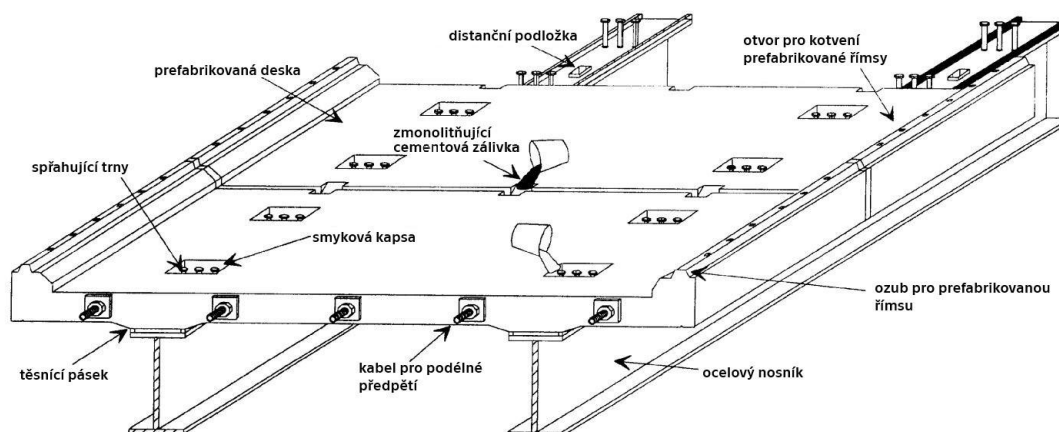 distanční podložka
otvor pro kotvení
prefabrikované římsy
prefabrikovaná deska
zmonolitňující
cementová zálivka
spřahující trny
smyková kapsa
ozub pro prefabrikovanou
římsu
těsnící pásek
kabel pro podélné
předpětí
ocelový nosník